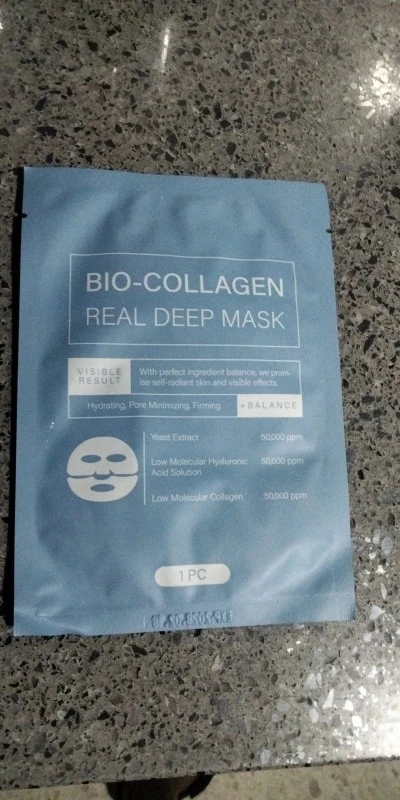 BIO-COLLAGEN
REAL DEEP MASK
VISIBLE
RESULT
With perfect ingredient balance, we prom-
ise self-radiant skin and visible effects.
Hydrating, Pore Minimizing, Firming
+BALANCE
Yeast Extract 50,000 ppm
Low Molecular Hyaluronic 50,000 ppm
Acid Solution
Low Molecular Collagen 50,000 ppm
1 PC